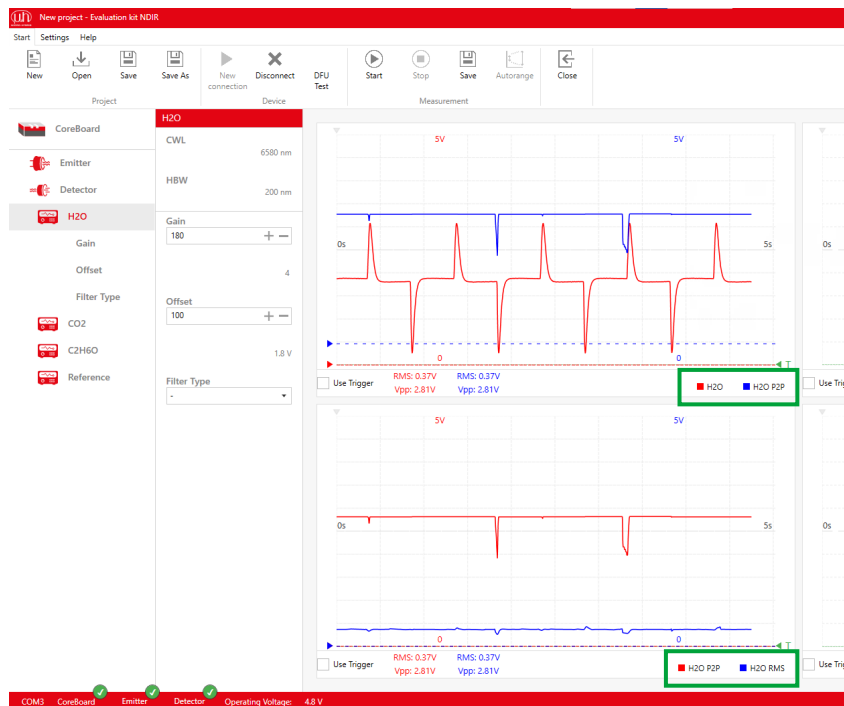 New project - Evaluation kit NDIR
Start Settings Help
New Open Save Save As New connection Disconnect DFU Test Start Stop Save Autorange Close
Project Device Measurement
CoreBoard
Emitter
Detector
H2O
Gain
Offset
Filter Type
CO2
C2H6O
Reference
H2O
CWL
6580 nm
HBW
200 nm
Gain
180
4
Offset
100
1.8 V
Filter Type
-
5V 5V
0s 5s
0 0
T
Use Trigger RMS: 0.37V RMS: 0.37V
Vpp: 2.81V Vpp: 2.81V
H2O H2O P2P
5V 5V
0s 5s
0 0
T
Use Trigger RMS: 0.37V RMS: 0.37V
Vpp: 2.81V Vpp: 2.81V
H2O P2P H2O RMS
0s
Use Trig
0s
Use Trig
COM3 CoreBoard Emitter Detector Operating Voltage: 4.8 V